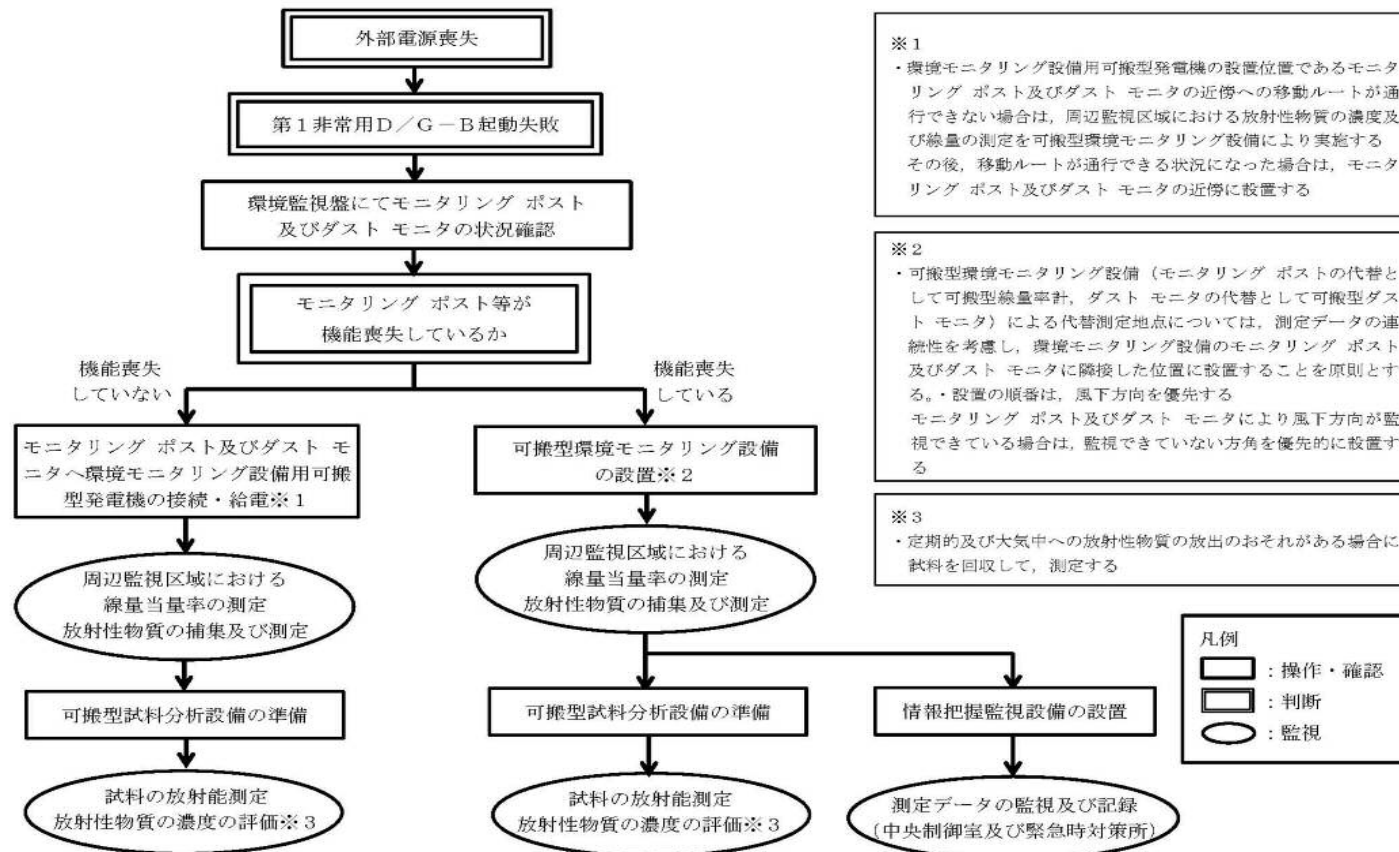 外部電源喪失
第1非常用D/G-B起動失敗
環境監視盤にてモニタリング ポスト
及びダスト モニタの状況確認
モニタリング ポスト等が
機能喪失しているか
機能喪失
していない
機能喪失
している
モニタリング ポスト及びダスト モ
ニタへ環境モニタリング設備用可搬
型発電機の接続・給電※1
周辺監視区域における
線量当量率の測定
放射性物質の捕集及び測定
可搬型試料分析設備の準備
試料の放射能測定
放射性物質の濃度の評価※3
可搬型環境モニタリング設備
の設置※2
周辺監視区域における
線量当量率の測定
放射性物質の捕集及び測定
可搬型試料分析設備の準備
試料の放射能測定
放射性物質の濃度の評価※3
情報把握監視設備の設置
測定データの監視及び記録
(中央制御室及び緊急時対策所)
※1
・環境モニタリング設備用可搬型発電機の設置位置であるモニタ
リング ポスト及びダスト モニタの近傍への移動ルートが通
行できない場合は，周辺監視区域における放射性物質の濃度及
び線量の測定を可搬型環境モニタリング設備により実施する
その後，移動ルートが通行できる状況になった場合は，モニタ
リング ポスト及びダスト モニタの近傍に設置する
※2
・可搬型環境モニタリング設備（モニタリング ポストの代替と
して可搬型線量率計，ダスト モニタの代替として可搬型ダス
ト モニタ）による代替測定地点については，測定データの連
続性を考慮し，環境モニタリング設備のモニタリング ポスト
及びダスト モニタに隣接した位置に設置することを原則とす
る。・設置の順番は，風下方向を優先する
モニタリング ポスト及びダスト モニタにより風下方向が監
視できている場合は，監視できていない方角を優先的に設置す
る
※3
・定期的及び大気中への放射性物質の放出のおそれがある場合に
試料を回収して，測定する
凡例
：操作・確認
：判断
：監視